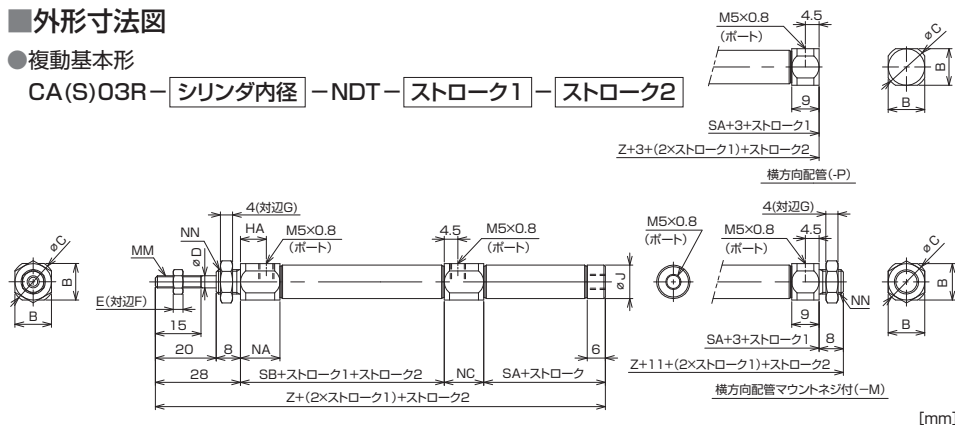 ■外形寸法図
●複動基本形
CA(S)03R－シリンダ内径－NDT－ストローク1－ストローク2
M5×0.8
(ポート)
4.5
øC
B
B
9
SA+3+ストローク1
Z+3+(2×ストローク1)+ストローク2
横方向配管(-P)
øC
B
B
MM
NN
øD
4(対辺G)
HA
M5×0.8
(ポート)
4.5
M5×0.8
(ポート)
øJ
E(対辺F)
15
20
8
NA
6
28
SB+ストローク1+ストローク2
NC
SA+ストローク
Z+(2×ストローク1)+ストローク2
M5×0.8
(ポート)
4(対辺G)
M5×0.8
(ポート)
4.5
øC
B
B
NN
9
SA+3+ストローク1
8
Z+11+(2×ストローク1)+ストローク2
横方向配管マウントネジ付(−M)
[mm]